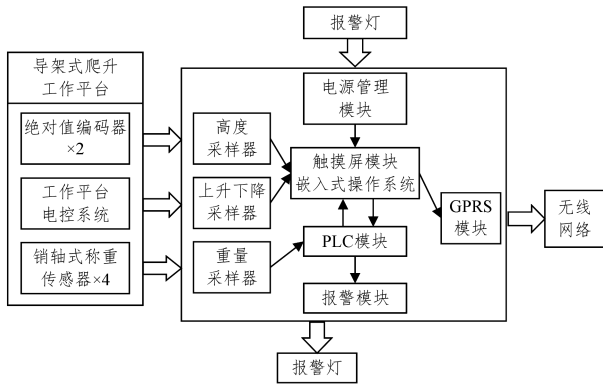 报警灯
导架式爬升
工作平台
绝对值编码器
×2
工作平台
电控系统
销轴式称重
传感器×4
电源管理
模块
高度
采样器
上升下降
采样器
重量
采样器
触摸屏模块
嵌入式操作系统
PLC模块
报警模块
GPRS
模块
无线
网络
报警灯